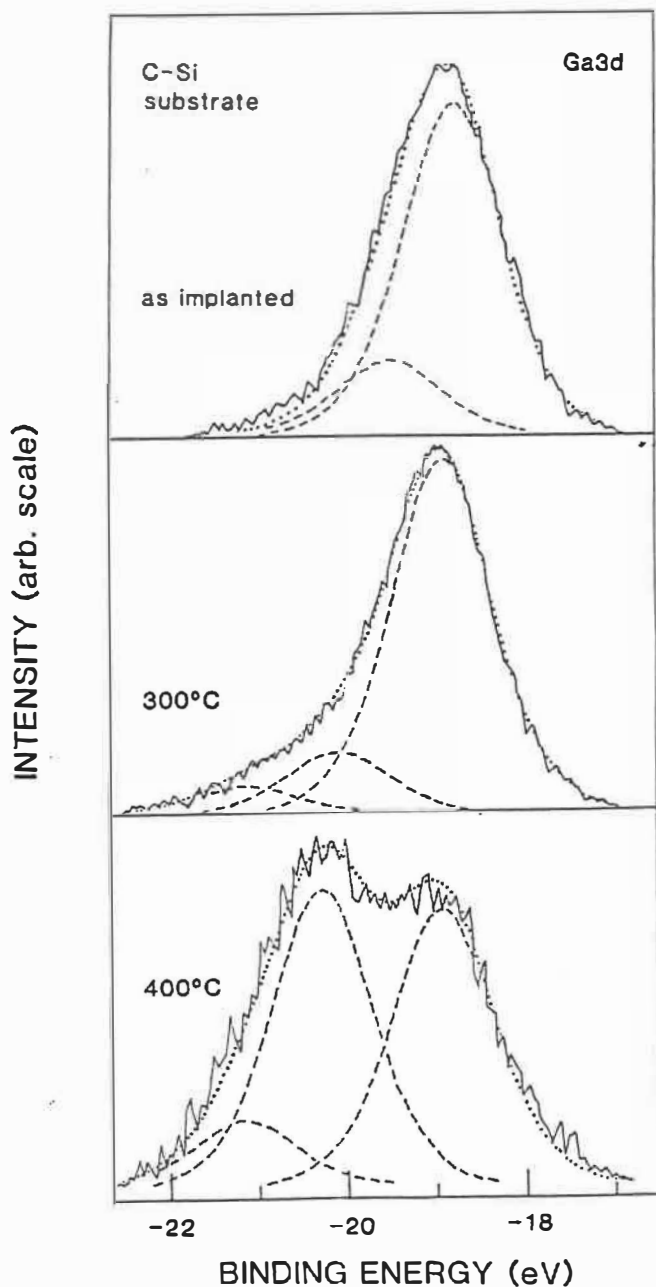 C-Si
substrate
Ga3d
as implanted
300°C
400°C
INTENSITY (arb. scale)
-22
-20
-18
BINDING ENERGY (eV)